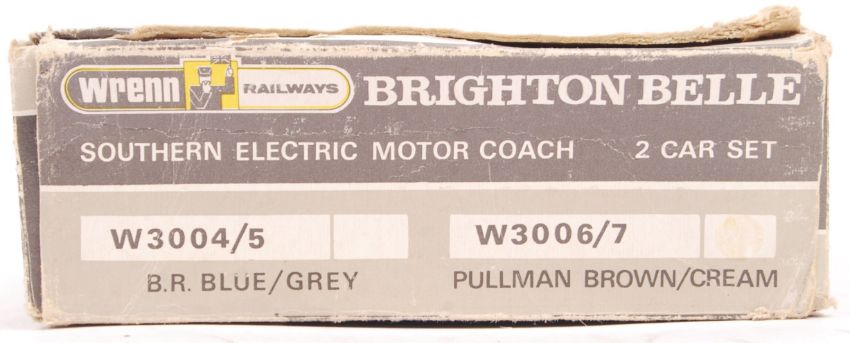 Wrenn RAILWAYS BRIGHTON BELLE
SOUTHERN ELECTRIC MOTOR COACH 2 CAR SET
W3004/5 W3006/7
B.R. BLUE/GREY PULLMAN BROWN/CREAM